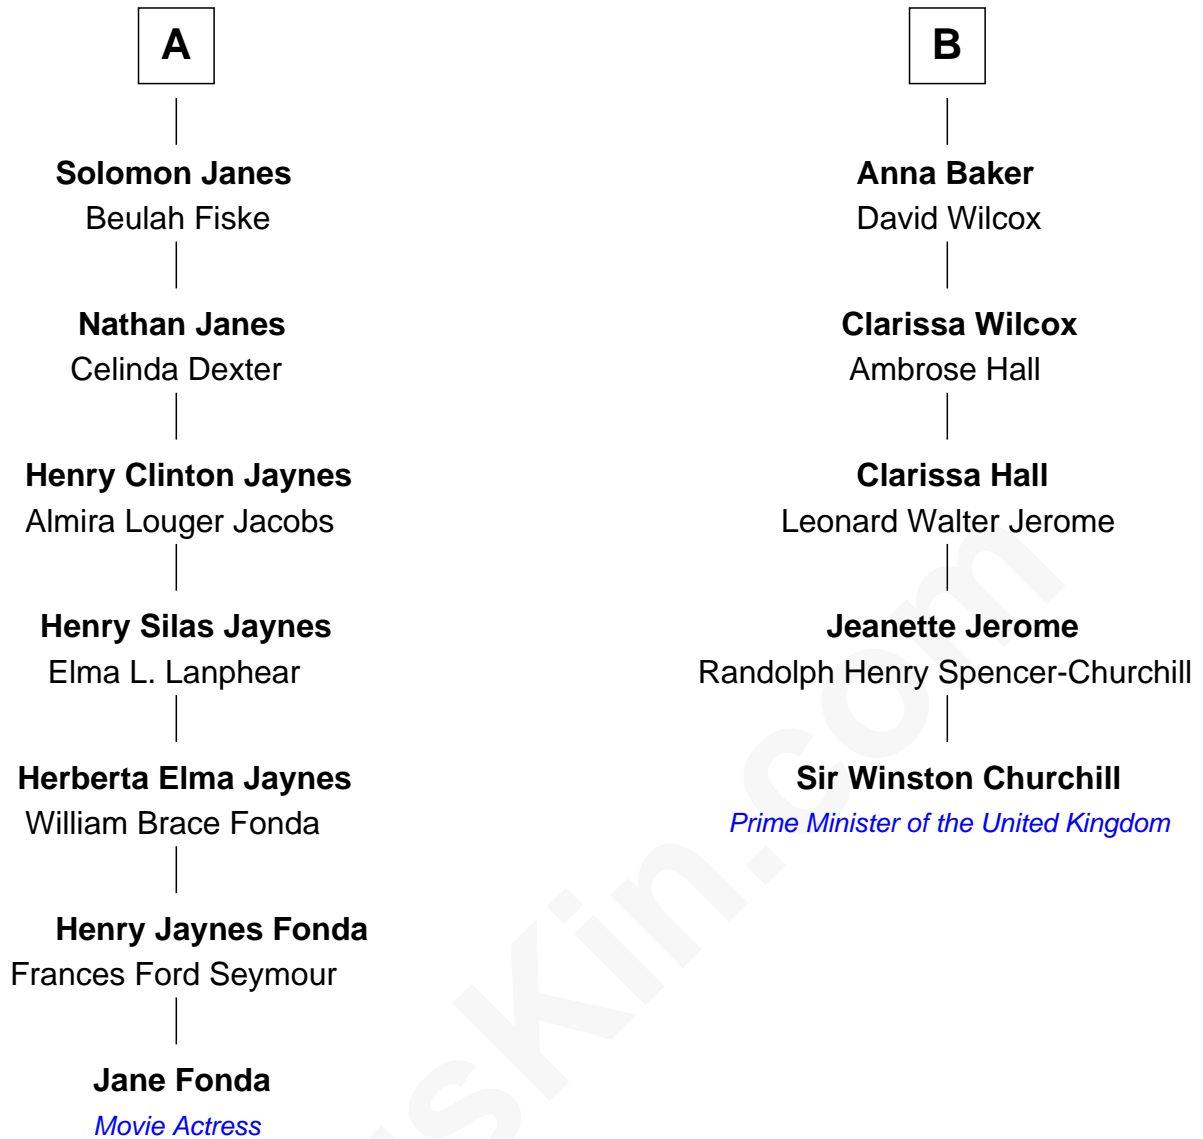 A
Solomon Janes
Beulah Fiske
Nathan Janes
Celinda Dexter
Henry Clinton Jaynes
Almira Louger Jacobs
Henry Silas Jaynes
Elma L. Lanphear
Herberta Elma Jaynes
William Brace Fonda
Henry Jaynes Fonda
Frances Ford Seymour
Jane Fonda
Movie Actress
B
Anna Baker
David Wilcox
Clarissa Wilcox
Ambrose Hall
Clarissa Hall
Leonard Walter Jerome
Jeanette Jerome
Randolph Henry Spencer-Churchill
Sir Winston Churchill
Prime Minister of the United Kingdom
sKin.com